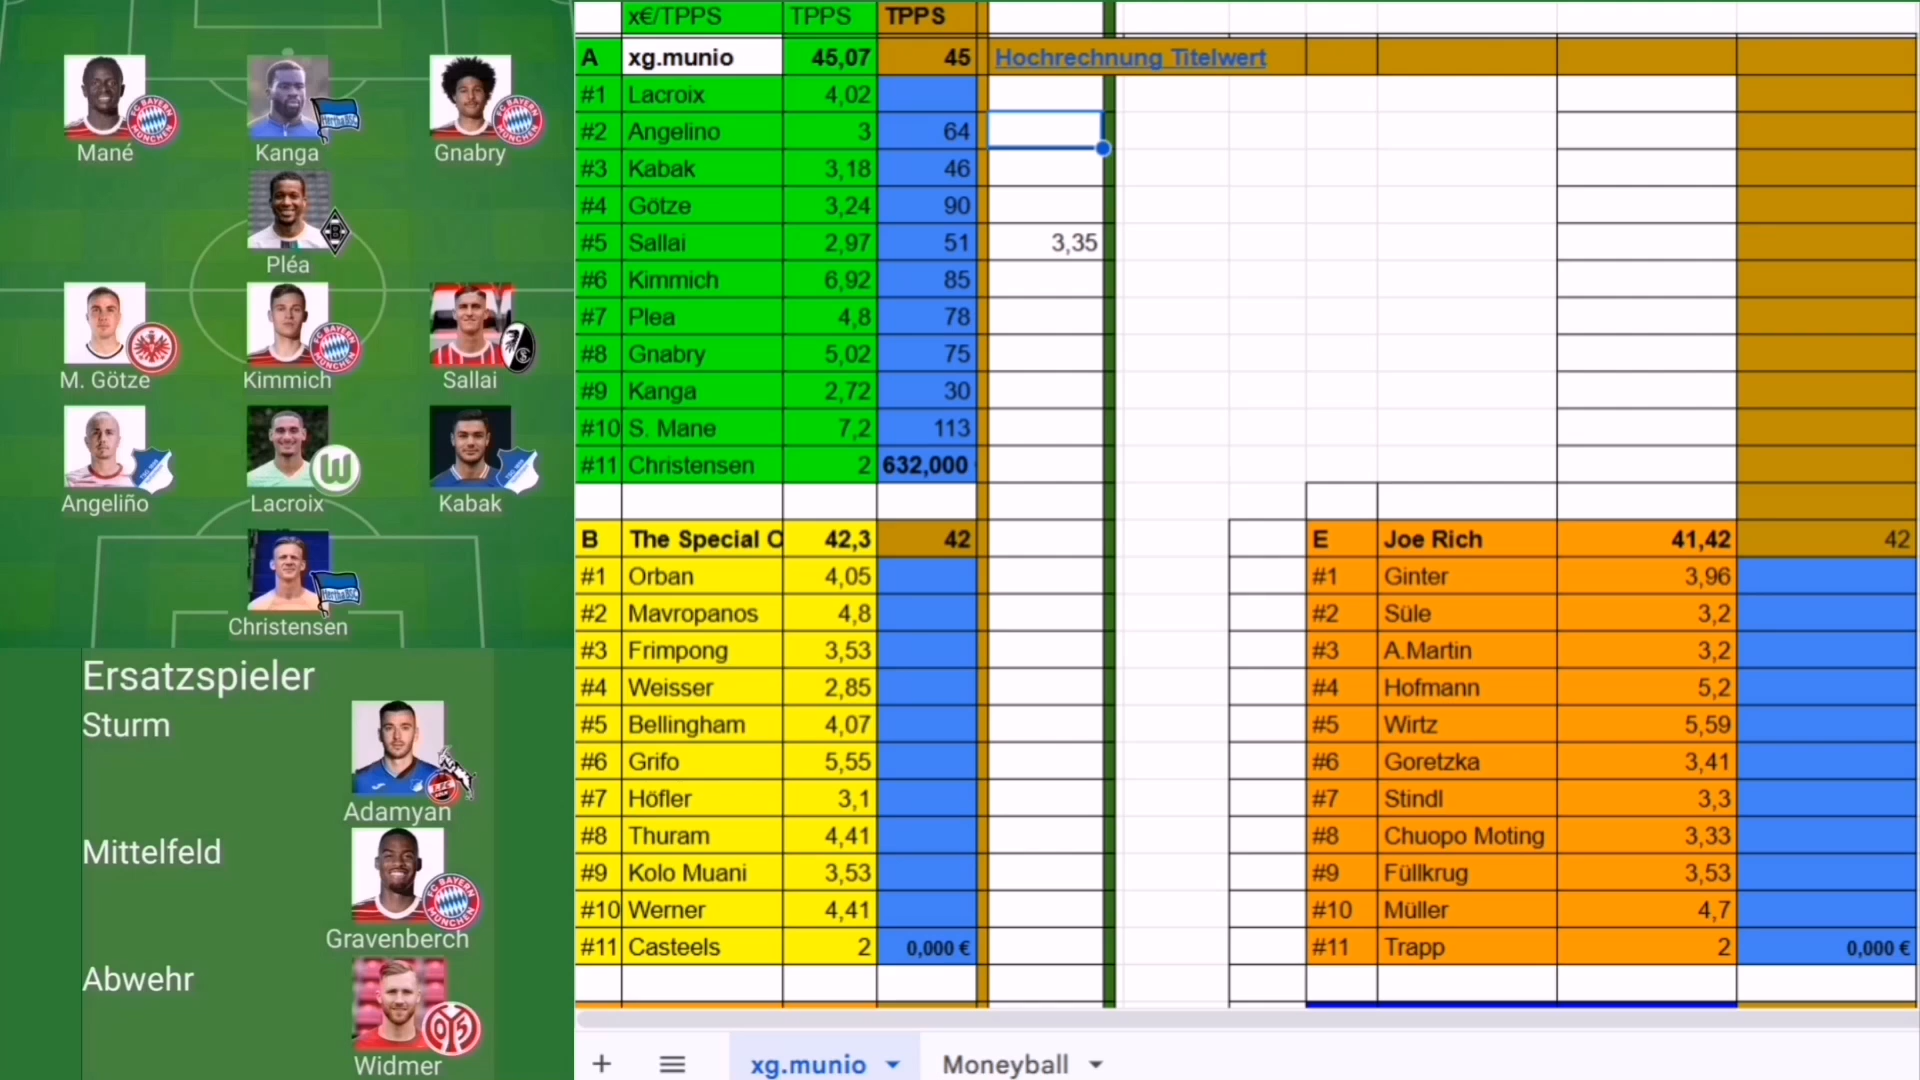 Mané
Kanga
Gnabry
Pléa
M. Götze
Kimmich
Sallai
Angeliño
Lacroix
Kabak
Christensen
Ersatzspieler
Sturm
Adamyan
Mittelfeld
Gravenberch
Abwehr
Widmer
x€/TPPS TPPS TPPS
A xg.munio 45,07 45 Hochrechnung Titelwert
#1 Lacroix 4,02
#2 Angelino 3 64
#3 Kabak 3,18 46
#4 Götze 3,24 90
#5 Sallai 2,97 51 3,35
#6 Kimmich 6,92 85
#7 Plea 4,8 78
#8 Gnabry 5,02 75
#9 Kanga 2,72 30
#10 S. Mane 7,2 113
#11 Christensen 2 632,000
B The Special O 42,3 42
#1 Orban 4,05
#2 Mavropanos 4,8
#3 Frimpong 3,53
#4 Weisser 2,85
#5 Bellingham 4,07
#6 Grifo 5,55
#7 Höfler 3,1
#8 Thuram 4,41
#9 Kolo Muani 3,53
#10 Werner 4,41
#11 Casteels 2 0,000 €
E Joe Rich 41,42 42
#1 Ginter 3,96
#2 Süle 3,2
#3 A.Martin 3,2
#4 Hofmann 5,2
#5 Wirtz 5,59
#6 Goretzka 3,41
#7 Stindl 3,3
#8 Chuopo Moting 3,33
#9 Füllkrug 3,53
#10 Müller 4,7
#11 Trapp 2 0,000 €
xg.munio
Moneyball